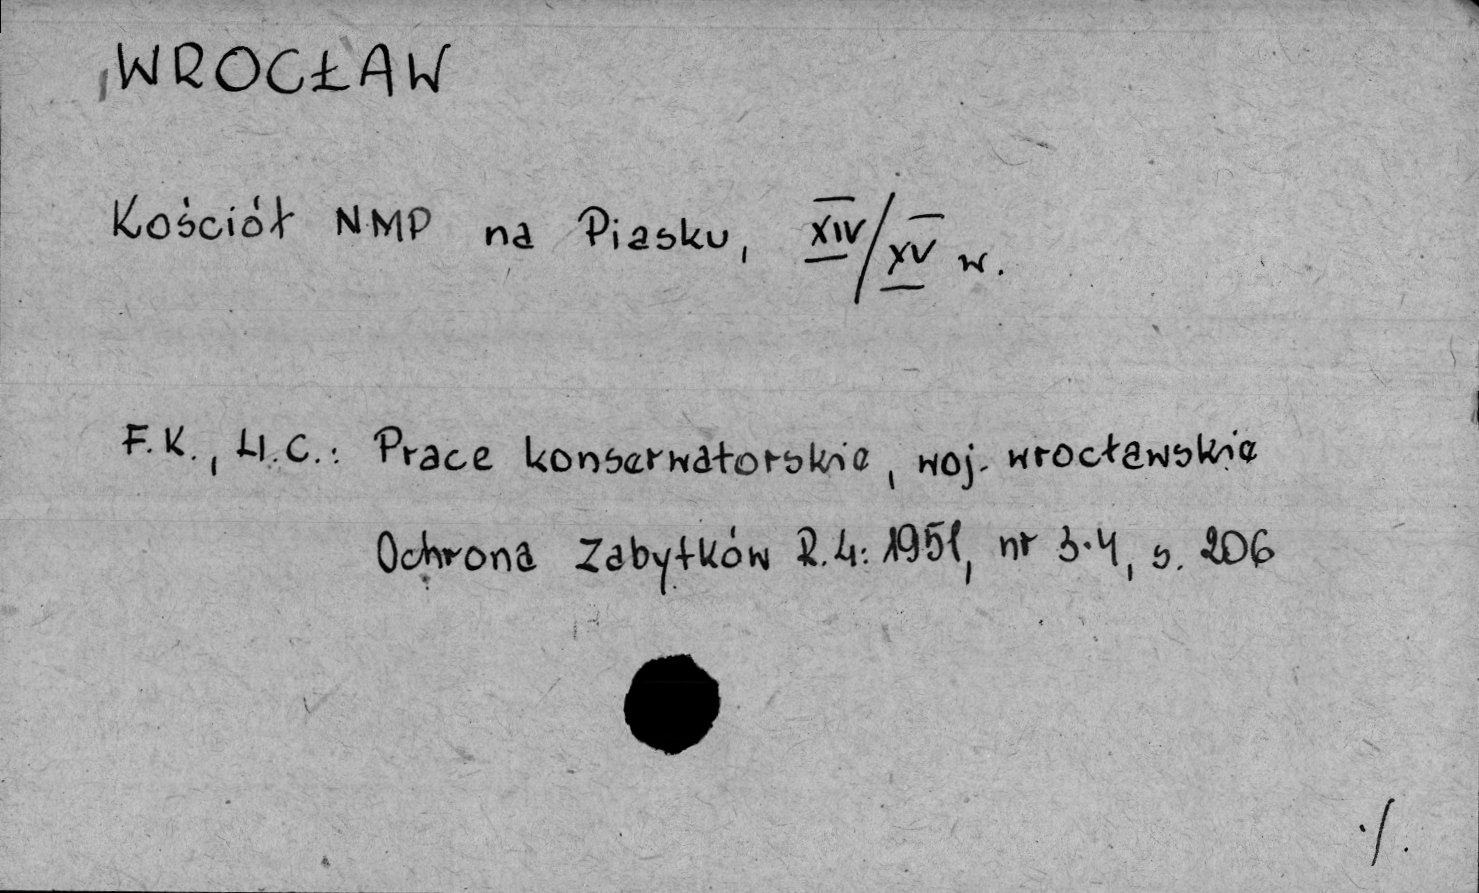 WROCŁAW
Kościół NMP na Piasku, XIV/XV w.
F.K., H.C.: Prace konserwatorskie, woj. wrocławskie
Ochrona Zabytków R.4: 1951, nr 3-4, s. 206
./.